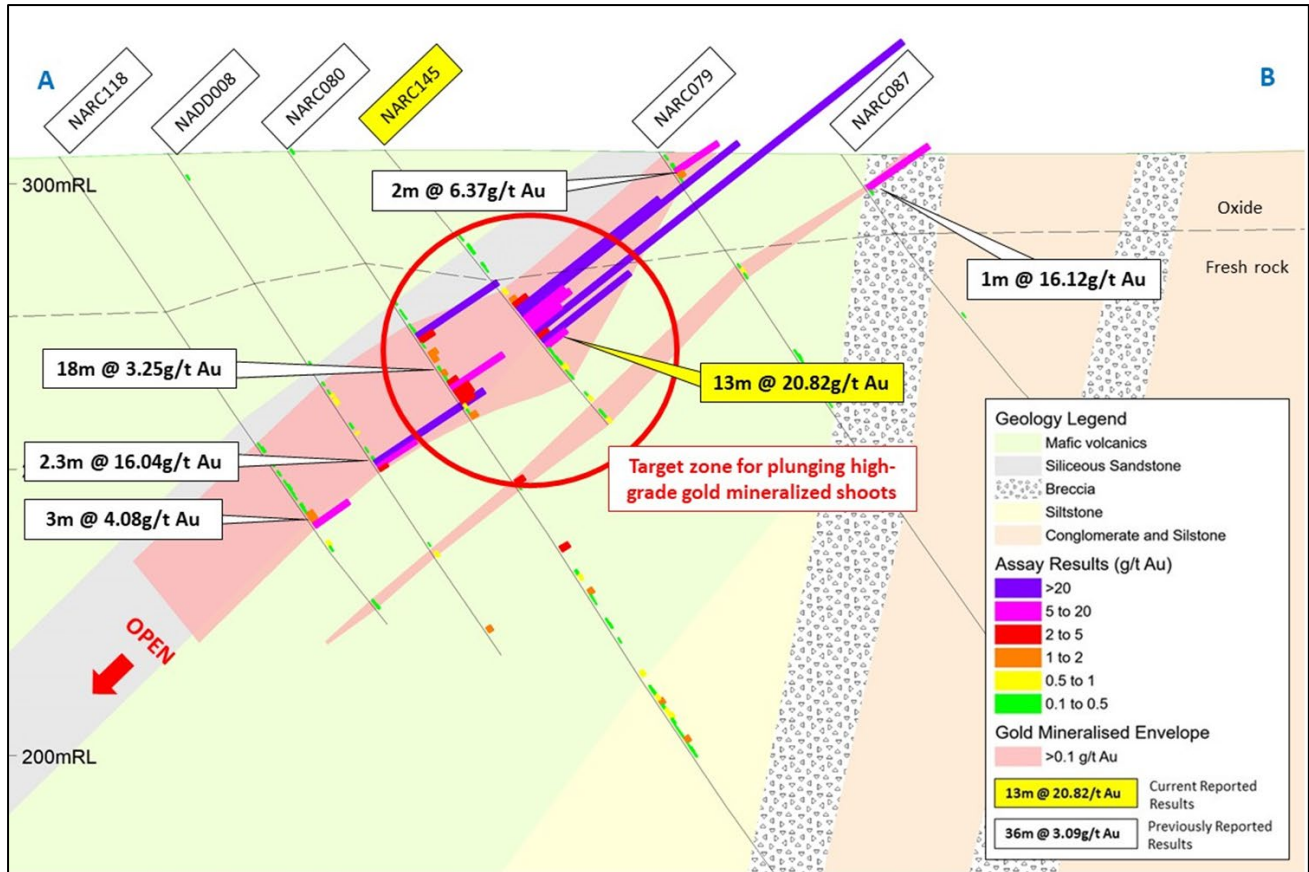 A
NARC118
NADD008
NARC080
NARC145
NARC079
NARC087
B
300mRL
2m @ 6.37g/t Au
Oxide
Fresh rock
1m @ 16.12g/t Au
18m @ 3.25g/t Au
13m @ 20.82g/t Au
2.3m @ 16.04g/t Au
Target zone for plunging high-
grade gold mineralized shoots
3m @ 4.08g/t Au
OPEN
200mRL
Geology Legend
Mafic volcanics
Siliceous Sandstone
Breccia
Siltstone
Conglomerate and Silstone
Assay Results (g/t Au)
>20
5 to 20
2 to 5
1 to 2
0.5 to 1
0.1 to 0.5
Gold Mineralised Envelope
>0.1 g/t Au
13m @ 20.82/t Au
Current Reported
Results
36m @ 3.09g/t Au
Previously Reported
Results